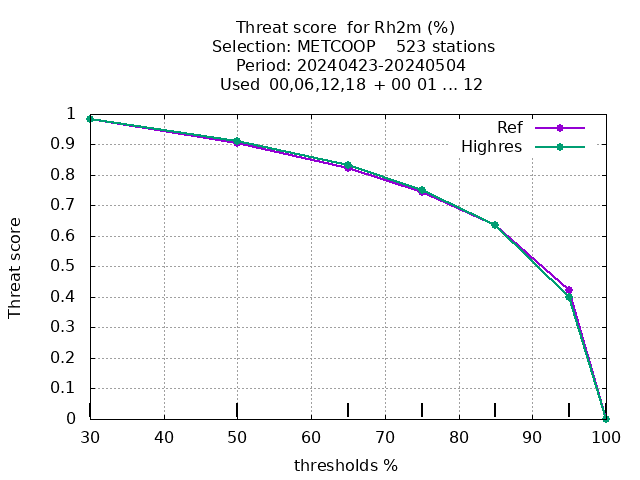 Threat score  for Rh2m (%)
Selection: METCOOP    523 stations
Period: 20240423-20240504
Used 00,06,12,18 + 00 01 ... 12
Ref
Highres
1
0.9
0.8
0.7
0.6
0.5
0.4
0.3
0.2
0.1
0
Threat score
30 40 50 60 70 80 90 100
thresholds %